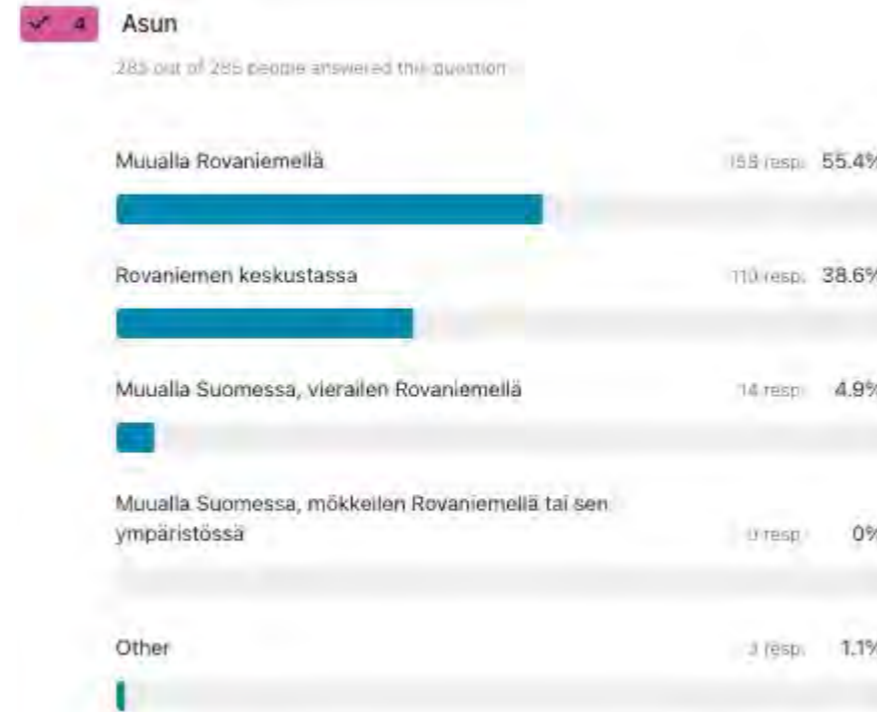 4 Asun
285 out of 285 people answered this question
Muualla Rovaniemellä 158 resp. 55.4%
Rovaniemen keskustassa 110 resp. 38.6%
Muualla Suomessa, vierailen Rovaniemellä 14 resp. 4.9%
Muualla Suomessa, mökkeilen Rovaniemellä tai sen
ympäristössä 0 resp. 0%
Other 3 resp. 1.1%